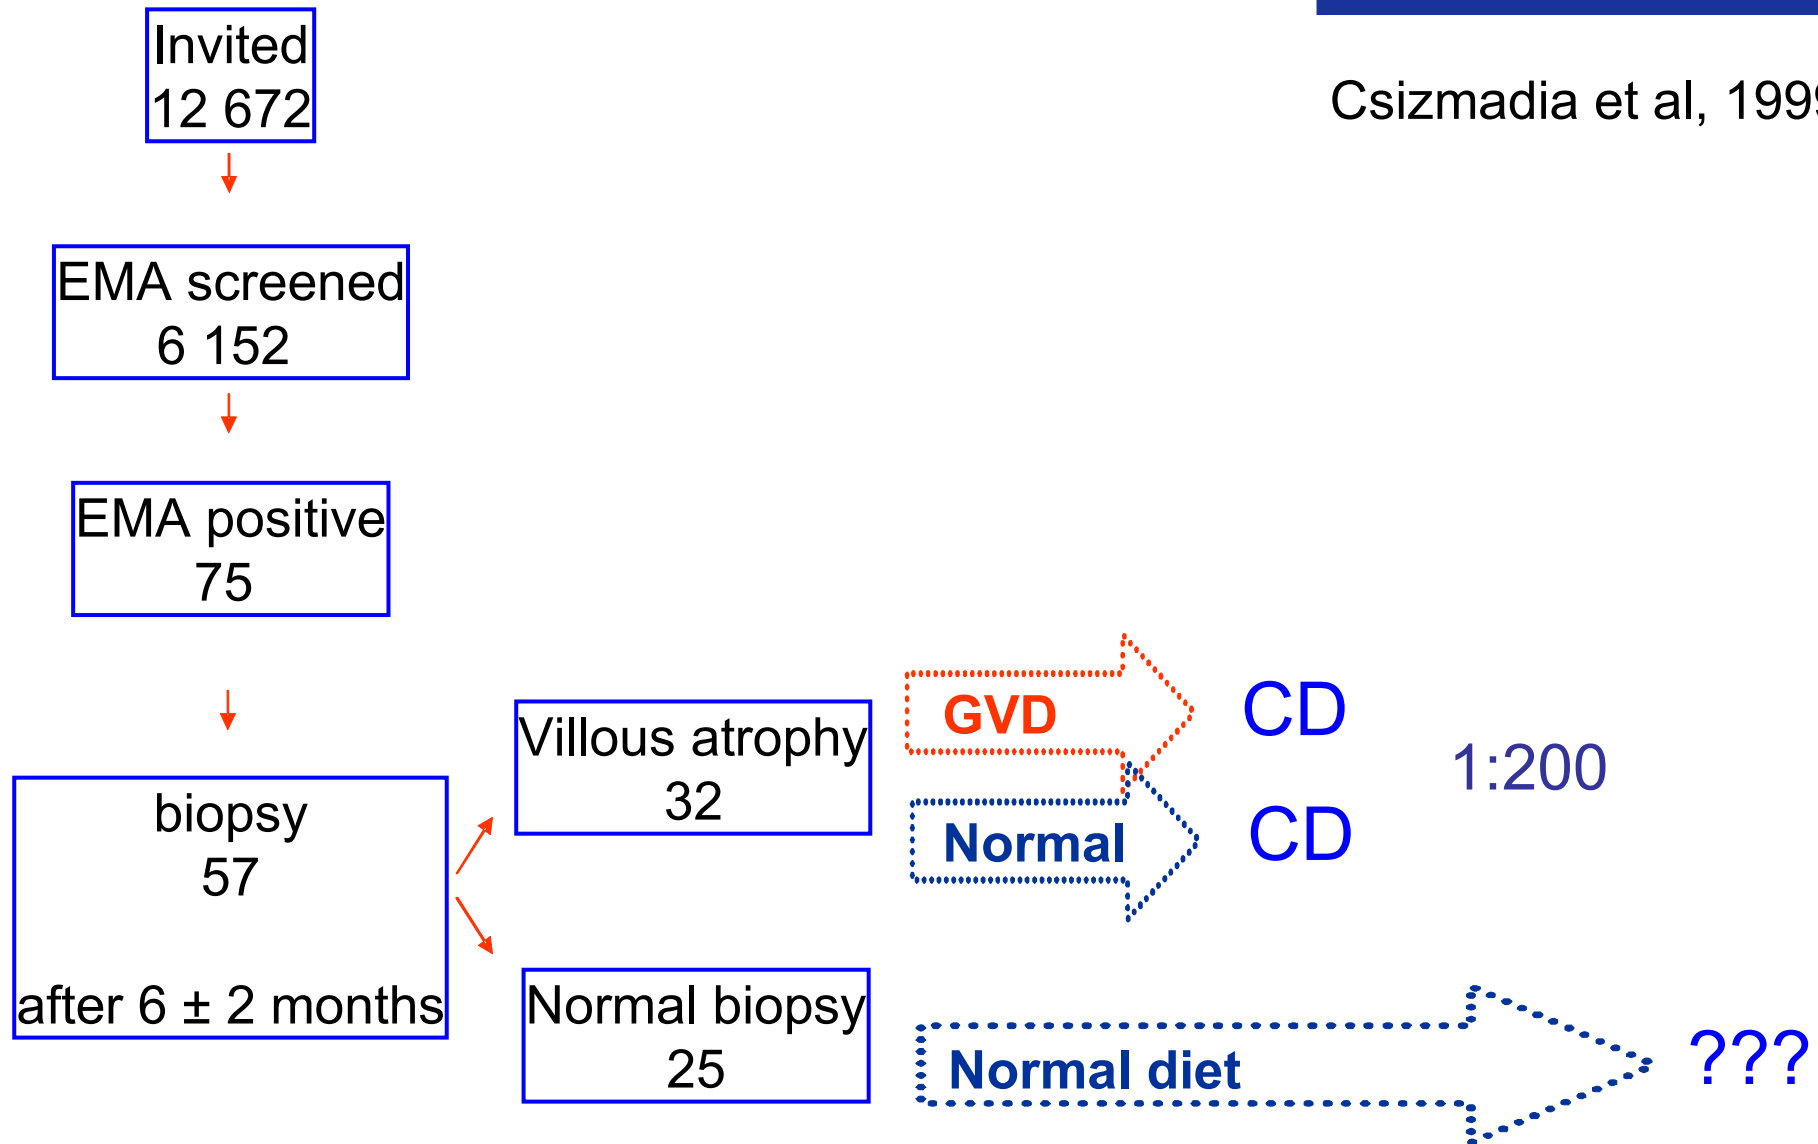 Invited
12 672
Csizmadia et al, 1999
EMA screened
6 152
EMA positive
75
biopsy
57
after 6 ± 2 months
Villous atrophy
32
Normal biopsy
25
GVD
CD
Normal
CD
1:200
Normal diet
???